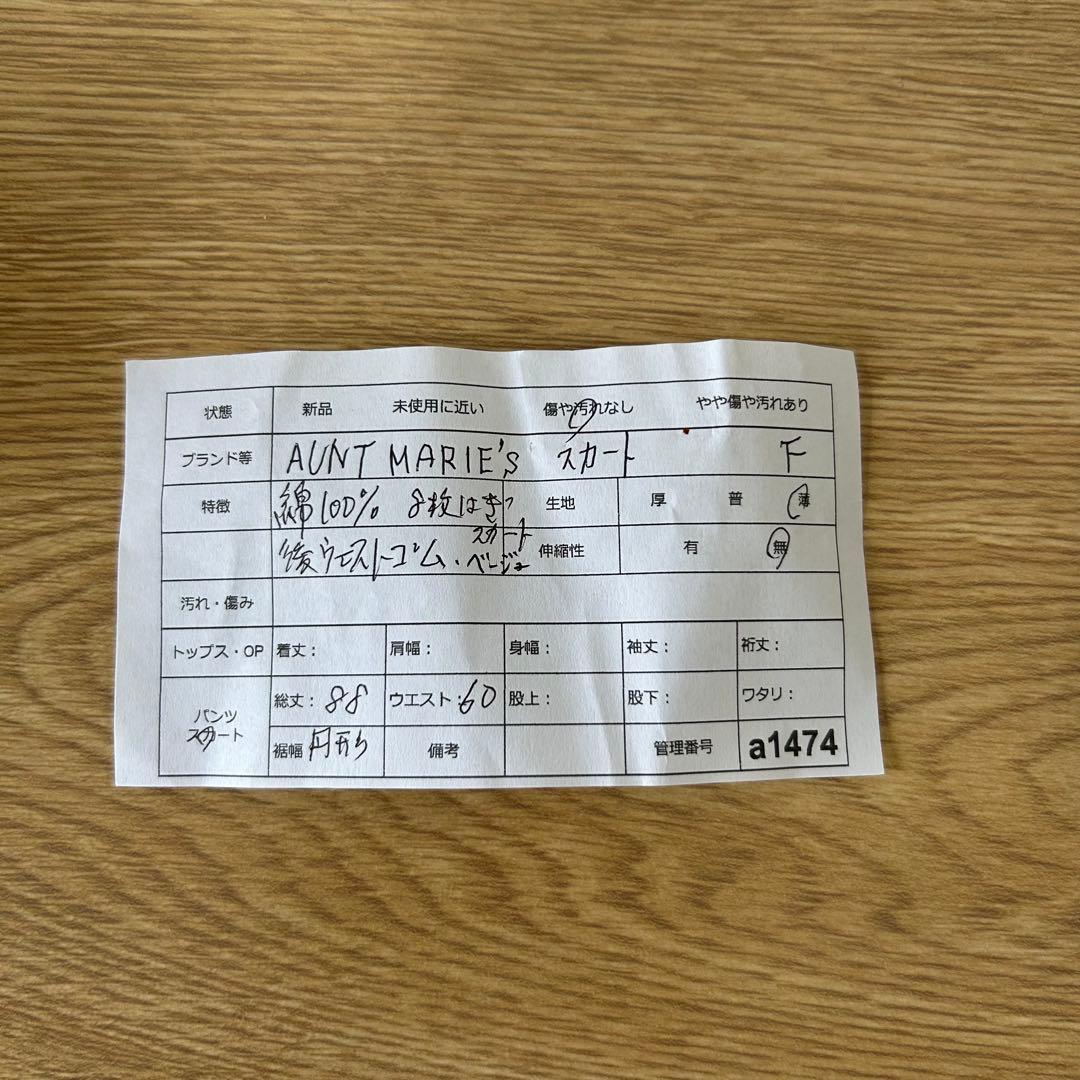 状態 新品 未使用に近い 傷や汚れなし やや傷や汚れあり
ブランド等 AUNT MARIE'S スカート F
特徴 綿100% 8枚はぎ 生地 厚 普 薄
スカート
後ウエストゴム・ベージュ 伸縮性 有 無
汚れ・傷み
トップス・OP 着丈: 肩幅: 身幅: 袖丈: 裄丈:
パンツ 総丈: 88 ウエスト: 60 股上: 股下: ワタリ:
スカート 裾幅 円形 備考 管理番号 a1474